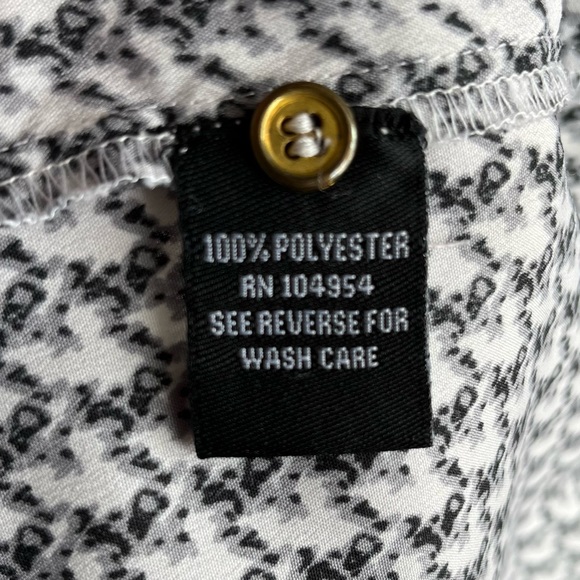 100% POLYESTER
RN 104954
SEE REVERSE FOR
WASH CARE